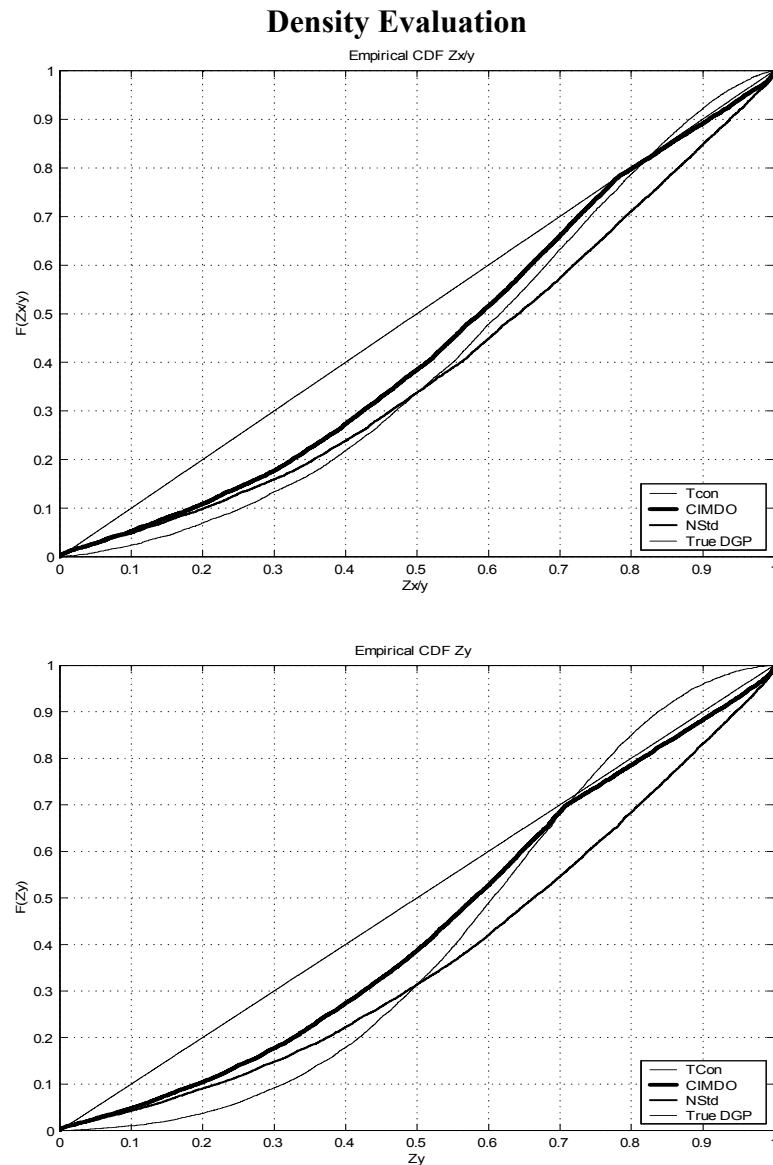 Density Evaluation
Empirical CDF Zx/y
1
0.9
0.8
0.7
0.6
0.5
0.4
0.3
0.2
0.1
0
F(Zx/y)
Tcon
CIMDO
NStd
True DGP
0 0.1 0.2 0.3 0.4 0.5 0.6 0.7 0.8 0.9 1
Zx/y
Empirical CDF Zy
1
0.9
0.8
0.7
0.6
0.5
0.4
0.3
0.2
0.1
0
F(Zy)
TCon
CIMDO
NStd
True DGP
0 0.1 0.2 0.3 0.4 0.5 0.6 0.7 0.8 0.9 1
Zy